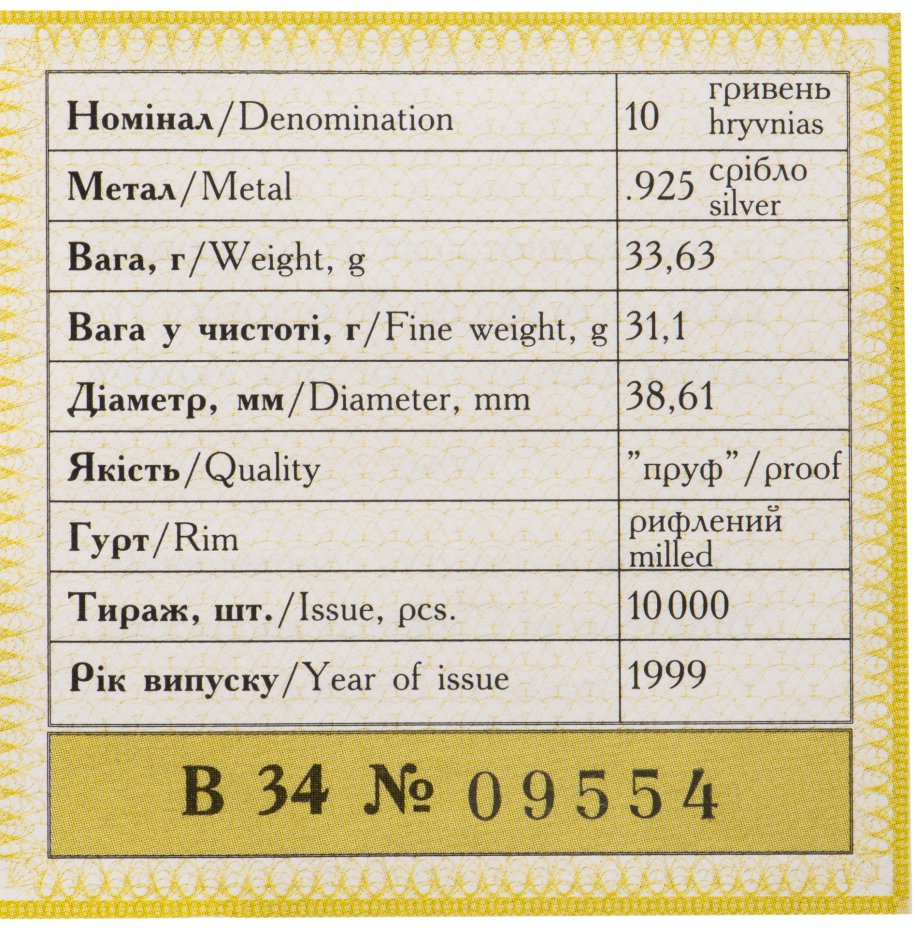 Номінал/Denomination 10 гривень
hryvnias
Метал/Metal .925 срібло
silver
Вага, г/Weight, g 33,63
Вага у чистоті, г/Fine weight, g 31,1
Діаметр, мм/Diameter, mm 38,61
Якість/Quality ”пруф”/proof
Гурт/Rim рифлений
milled
Тираж, шт./Issue, pcs. 10 000
Рік випуску/Year of issue 1999
В 34 № 09554